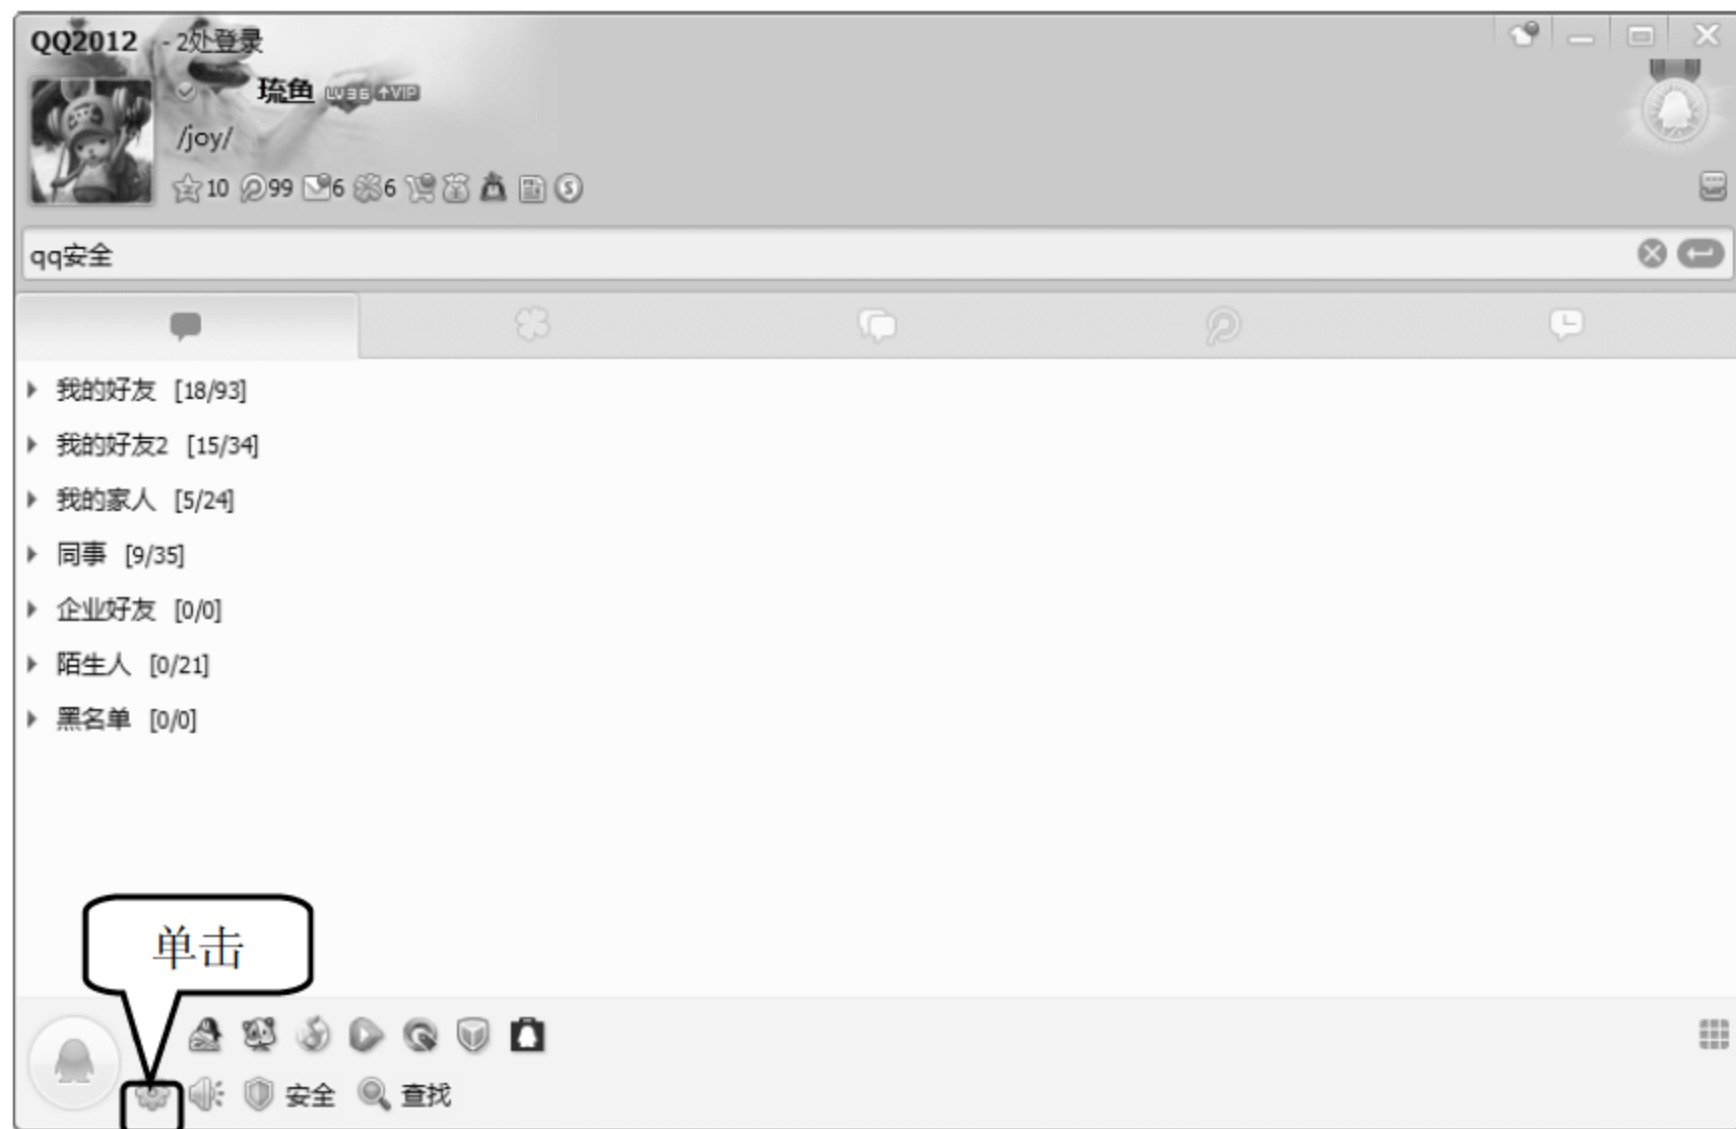 QQ2012 - 2处登录
琉鱼 LV36 VIP
/joy/
10 99 6 6
qq安全
我的好友 [18/93]
我的好友2 [15/34]
我的家人 [5/24]
同事 [9/35]
企业好友 [0/0]
陌生人 [0/21]
黑名单 [0/0]
单击
安全 查找